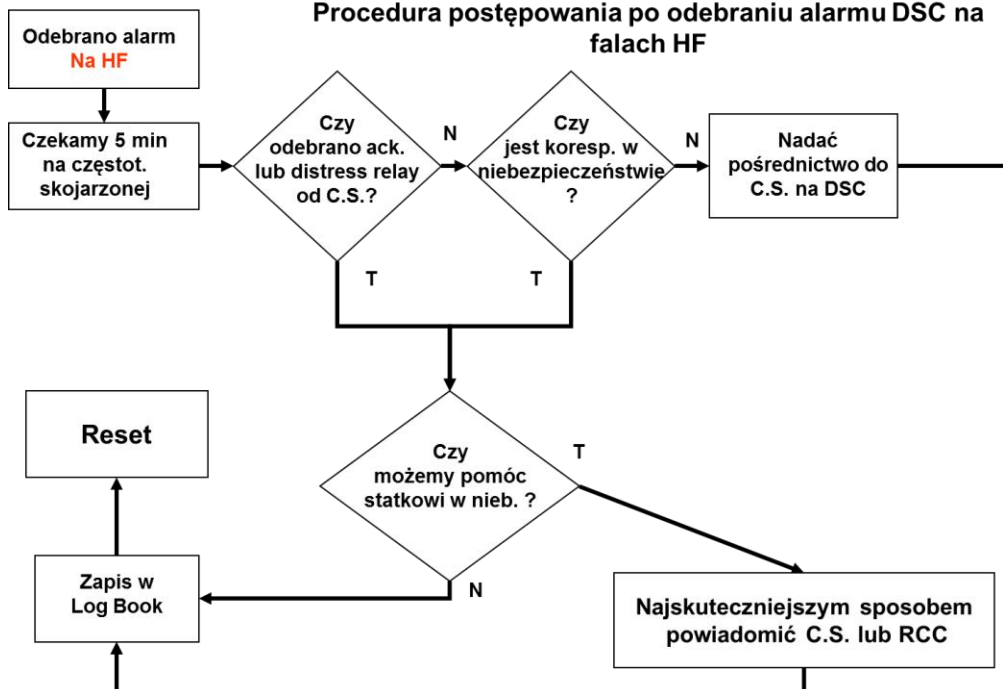 Procedura postępowania po odebraniu alarmu DSC na
falach HF
Odebrano alarm
Na HF
Czekamy 5 min
na częstot.
skojarzonej
Czy
odebrano ack.
lub distress relay
od C.S.?
N
T
Czy
jest koresp. w
niebezpieczeństwie
?
N
T
Nadać
pośrednictwo do
C.S. na DSC
Czy
możemy pomóc
statkowi w nieb. ?
T
N
Reset
Zapis w
Log Book
Najskuteczniejszym sposobem
powiadomić C.S. lub RCC